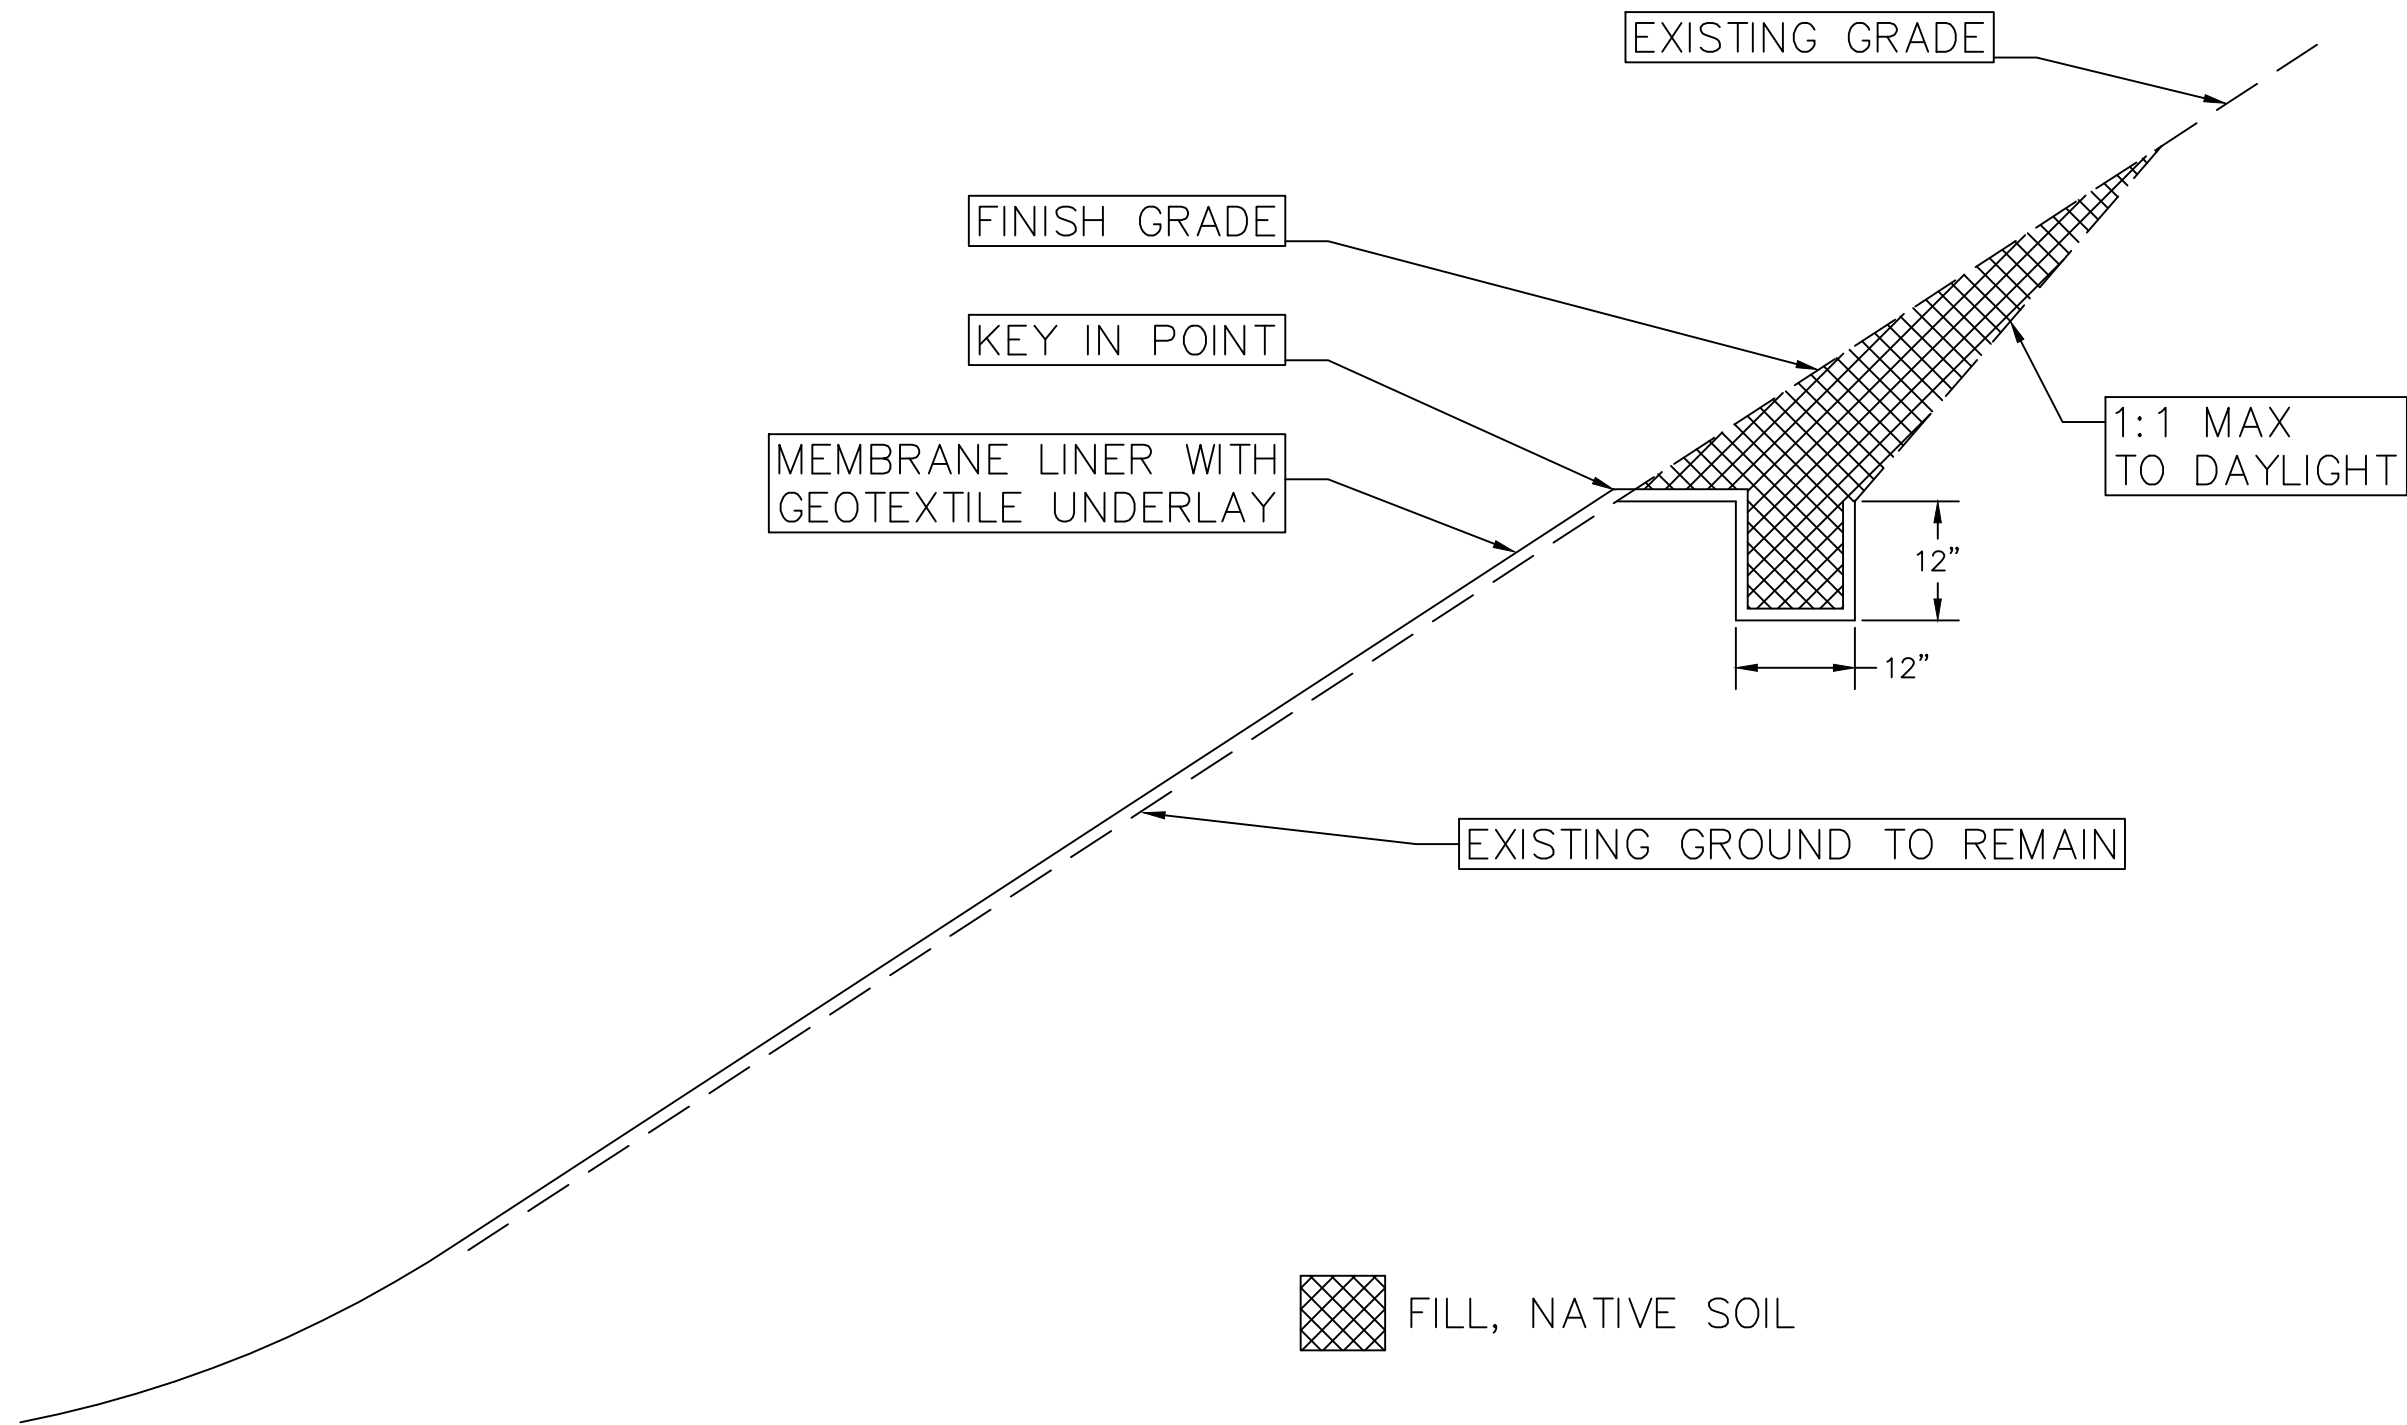 EXISTING GRADE
FINISH GRADE
KEY IN POINT
MEMBRANE LINER WITH
GEOTEXTILE UNDERLAY
1:1 MAX
TO DAYLIGHT
12"
12"
EXISTING GROUND TO REMAIN
FILL, NATIVE SOIL